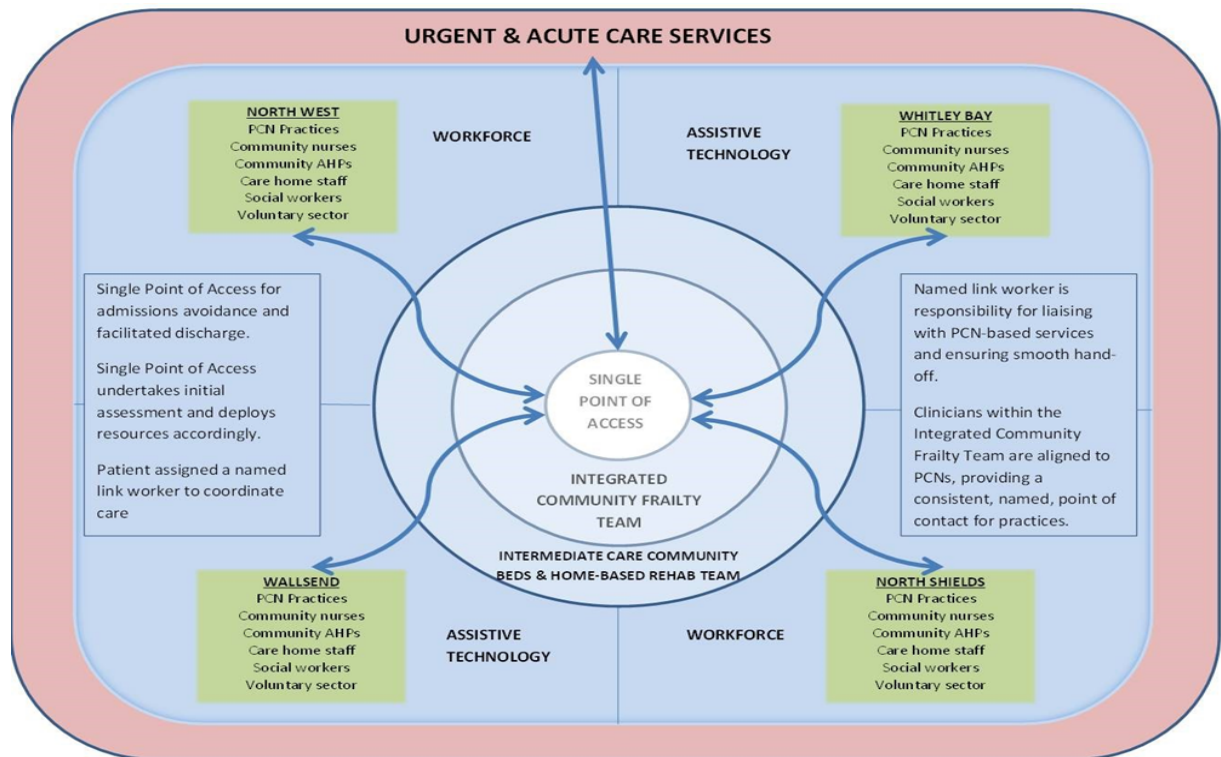 URGENT & ACUTE CARE SERVICES
NORTH WEST
PCN Practices
Community nurses
Community AHPs
Care home staff
Social workers
Voluntary sector
WORKFORCE
ASSISTIVE
TECHNOLOGY
WHITLEY BAY
PCN Practices
Community nurses
Community AHPs
Care home staff
Social workers
Voluntary sector
Single Point of Access for
admissions avoidance and
facilitated discharge.
Single Point of Access
undertakes initial
assessment and deploys
resources accordingly.
Patient assigned a named
link worker to coordinate
care
SINGLE
POINT OF
ACCESS
INTEGRATED
COMMUNITY FRAILTY
TEAM
INTERMEDIATE CARE COMMUNITY
BEDS & HOME-BASED REHAB TEAM
Named link worker is
responsibility for liaising
with PCN-based services
and ensuring smooth hand-
off.
Clinicians within the
Integrated Community
Frailty Team are aligned to
PCNs, providing a
consistent, named, point of
contact for practices.
WALLSEND
PCN Practices
Community nurses
Community AHPs
Care home staff
Social workers
Voluntary sector
ASSISTIVE
TECHNOLOGY
WORKFORCE
NORTH SHIELDS
PCN Practices
Community nurses
Community AHPs
Care home staff
Social workers
Voluntary sector